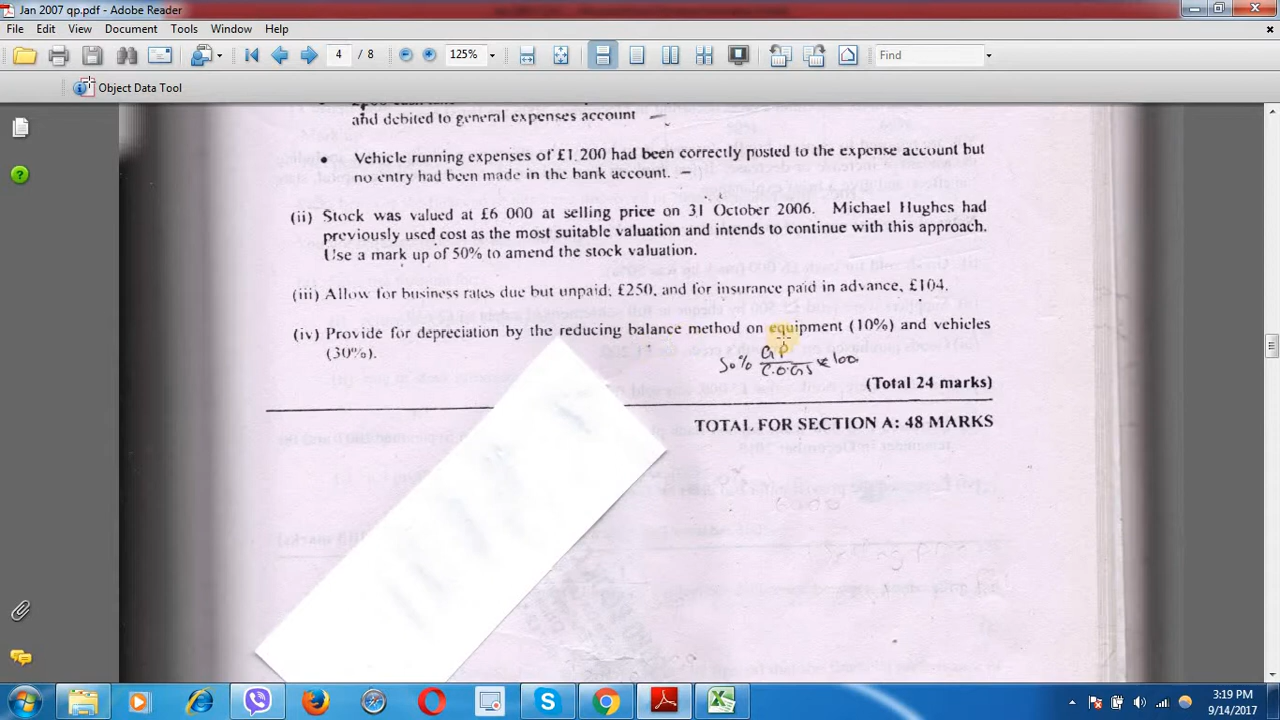 Jan 2007 qp.pdf - Adobe Reader
File Edit View Document Tools Window Help
4 / 8 125% Find
Object Data Tool
and debited to general expenses account
• Vehicle running expenses of £1 200 had been correctly posted to the expense account but
no entry had been made in the bank account.
(ii) Stock was valued at £6 000 at selling price on 31 October 2006. Michael Hughes had
previously used cost as the most suitable valuation and intends to continue with this approach.
Use a mark up of 50% to amend the stock valuation.
(iii) Allow for business rates due but unpaid, £250, and for insurance paid in advance, £104.
(iv) Provide for depreciation by the reducing balance method on equipment (10%) and vehicles
(30%).
50% GP
C.O.GS × 100
(Total 24 marks)
TOTAL FOR SECTION A: 48 MARKS
3:19 PM
9/14/2017